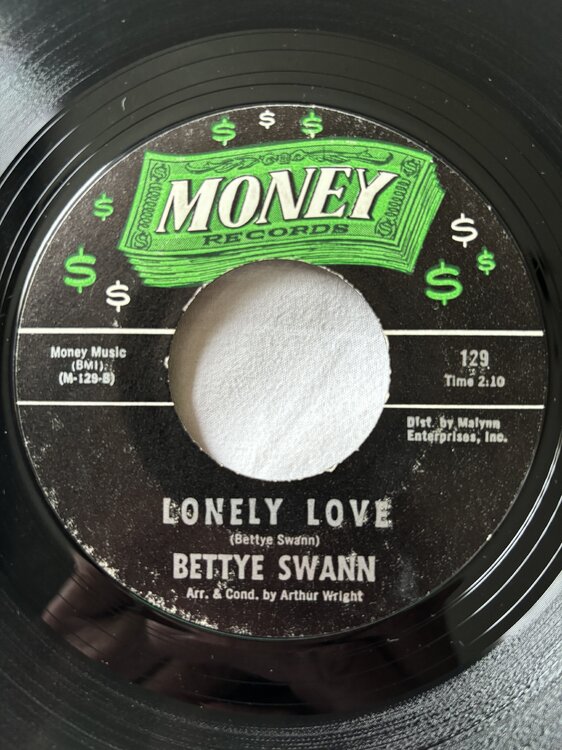 MONEY
RECORDS
Money Music
(BMI)
(M-129-B)
129
Time 2:10
Dist. by Malynn
Enterprises, Inc.
LONELY LOVE
(Bettye Swann)
BETTYE SWANN
Arr. & Cond. by Arthur Wright